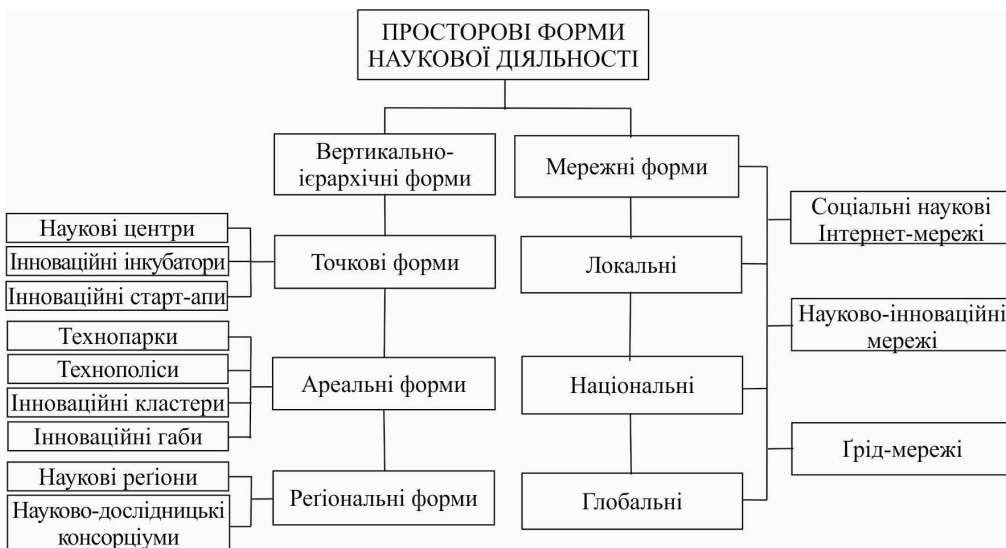 ПРОСТОРОВІ ФОРМИ
НАУКОВОЇ ДІЯЛЬНОСТІ
Вертикально-
ієрархічні форми
Мережні форми
Наукові центри
Інноваційні інкубатори
Інноваційні старт-апи
Точкові форми
Локальні
Соціальні наукові
Інтернет-мережі
Технопарки
Технополіси
Інноваційні кластери
Інноваційні габи
Ареальні форми
Національні
Науково-інноваційні
мережі
Наукові реґіони
Науково-дослідницькі
консорціуми
Реґіональні форми
Глобальні
Ґрід-мережі